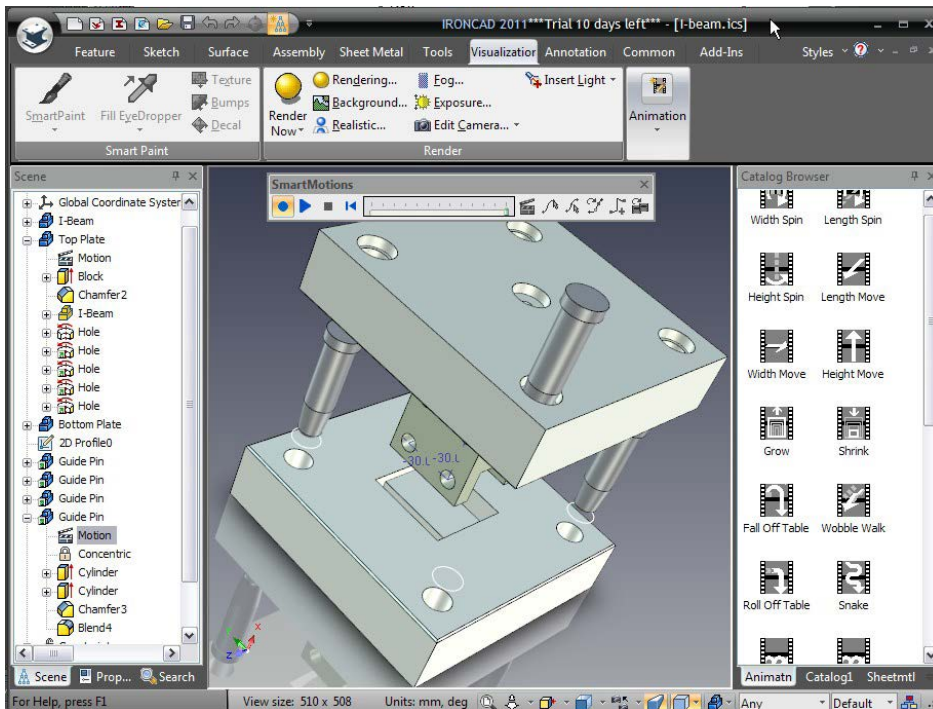 IRONCAD 2011***Trial 10 days left*** - [I-beam.ics]
Feature Sketch Surface Assembly Sheet Metal Tools Visualization Annotation Common Add-Ins Styles
SmartPaint
Fill EyeDropper
Texture
Bumps
Decal
Smart Paint
Render Now
Rendering...
Background...
Realistic...
Fog...
Exposure...
Edit Camera...
Insert Light
Render
Animation
Scene
Global Coordinate System
I-Beam
Top Plate
Motion
Block
Chamfer2
I-Beam
Hole
Hole
Hole
Hole
Hole
Bottom Plate
2D Profile0
Guide Pin
Guide Pin
Guide Pin
Guide Pin
Motion
Concentric
Cylinder
Cylinder
Chamfer3
Blend4
Scene Prop... Search
SmartMotions
-30.L -30.L
X
Z
Catalog Browser
Width Spin Length Spin
Height Spin Length Move
Width Move Height Move
Grow Shrink
Fall Off Table Wobble Walk
Roll Off Table Snake
Animatn Catalog1 Sheetmtl
For Help, press F1 View size: 510 x 508 Units: mm, deg Any Default